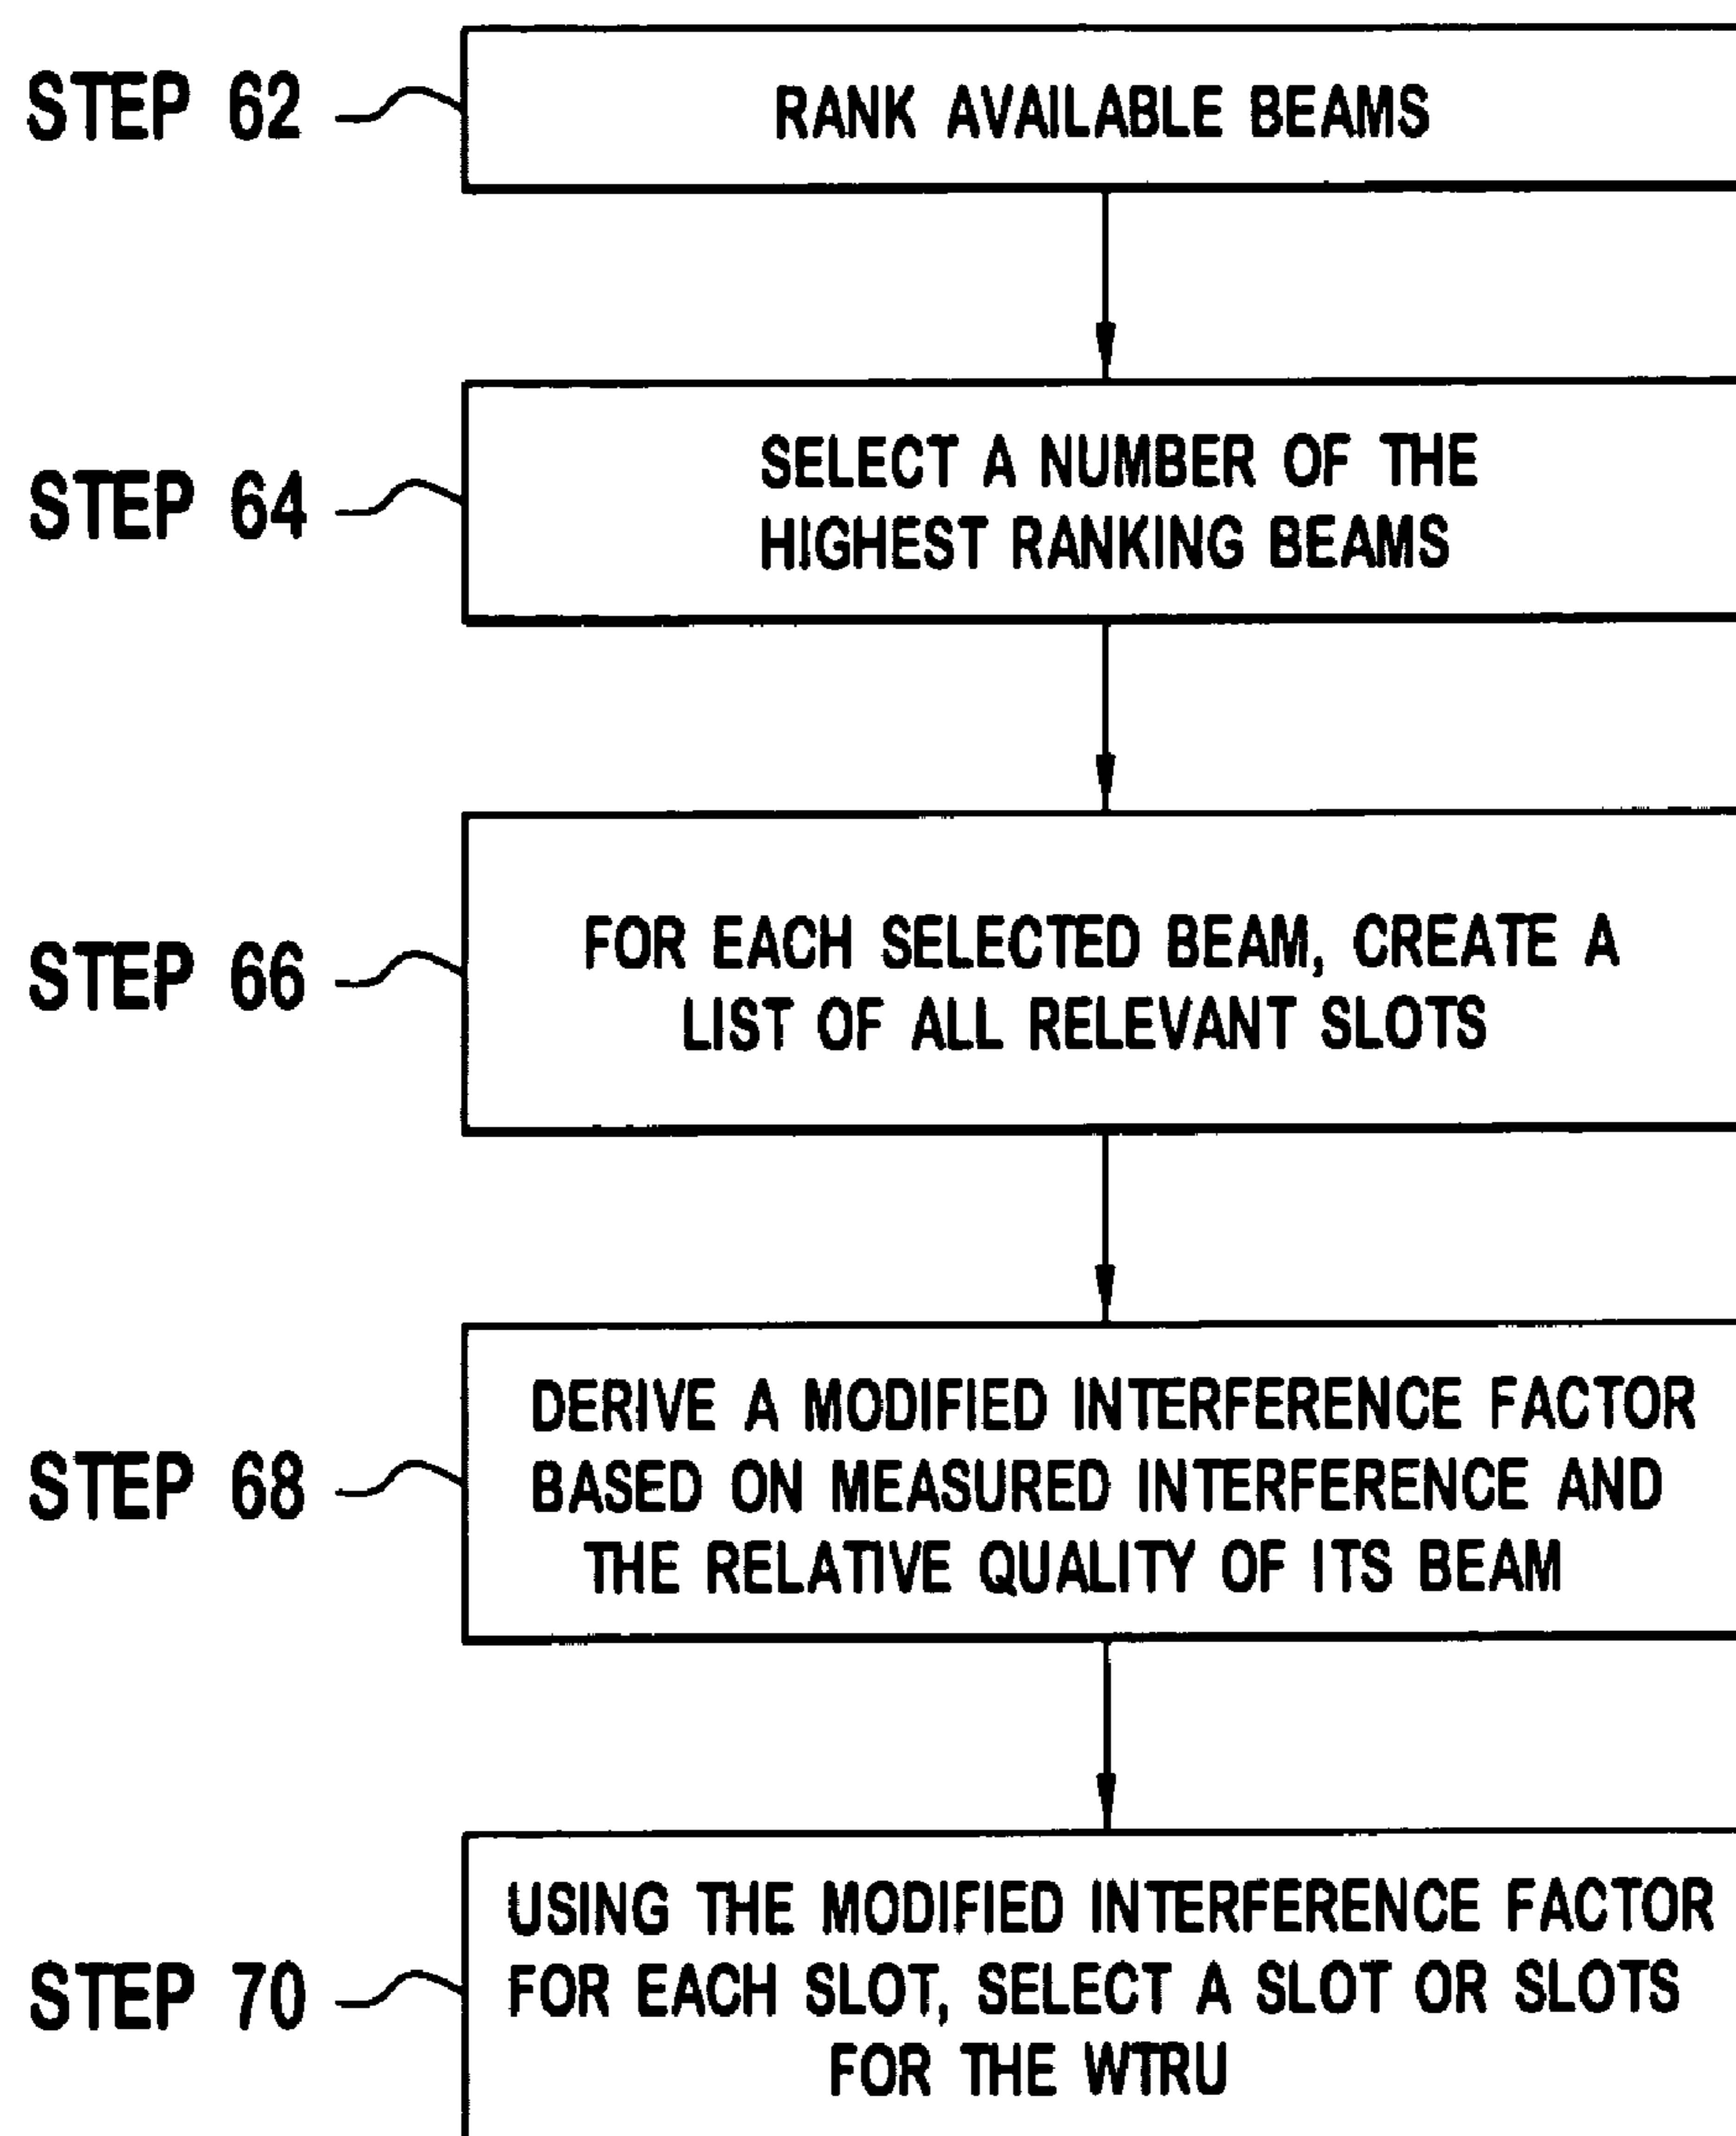 STEP 62
RANK AVAILABLE BEAMS
STEP 64
SELECT A NUMBER OF THE
HIGHEST RANKING BEAMS
STEP 66
FOR EACH SELECTED BEAM, CREATE A
LIST OF ALL RELEVANT SLOTS
STEP 68
DERIVE A MODIFIED INTERFERENCE FACTOR
BASED ON MEASURED INTERFERENCE AND
THE RELATIVE QUALITY OF ITS BEAM
STEP 70
USING THE MODIFIED INTERFERENCE FACTOR
FOR EACH SLOT, SELECT A SLOT OR SLOTS
FOR THE WTRU